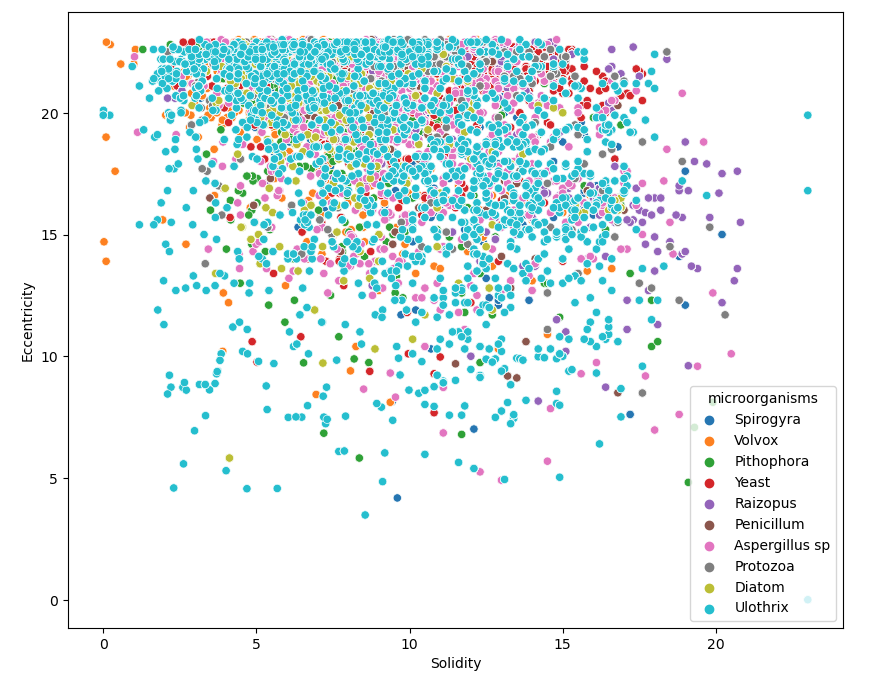 20
15
10
5
0
Eccentricity
0
5
10
15
20
Solidity
microorganisms
Spirogyra
Volvox
Pithophora
Yeast
Raizopus
Penicillum
Aspergillus sp
Protozoa
Diatom
Ulothrix